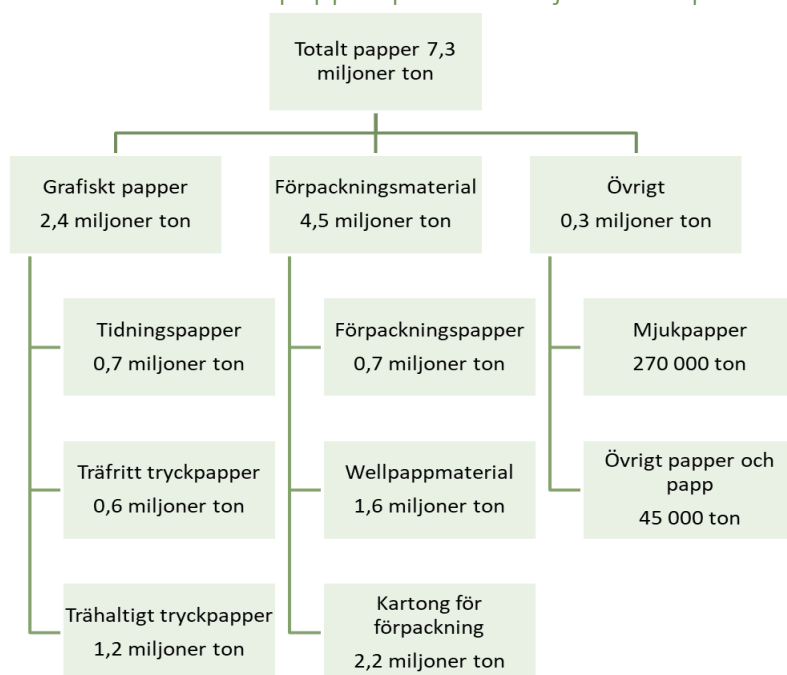 Totalt papper 7,3
miljoner ton
Grafiskt papper
2,4 miljoner ton
Förpackningsmaterial
4,5 miljoner ton
Övrigt
0,3 miljoner ton
Tidningspapper
0,7 miljoner ton
Förpackningspapper
0,7 miljoner ton
Mjukpapper
270 000 ton
Träfritt tryckpapper
0,6 miljoner ton
Wellpappmaterial
1,6 miljoner ton
Övrigt papper och
papp
45 000 ton
Trähaltigt tryckpapper
1,2 miljoner ton
Kartong för
förpackning
2,2 miljoner ton